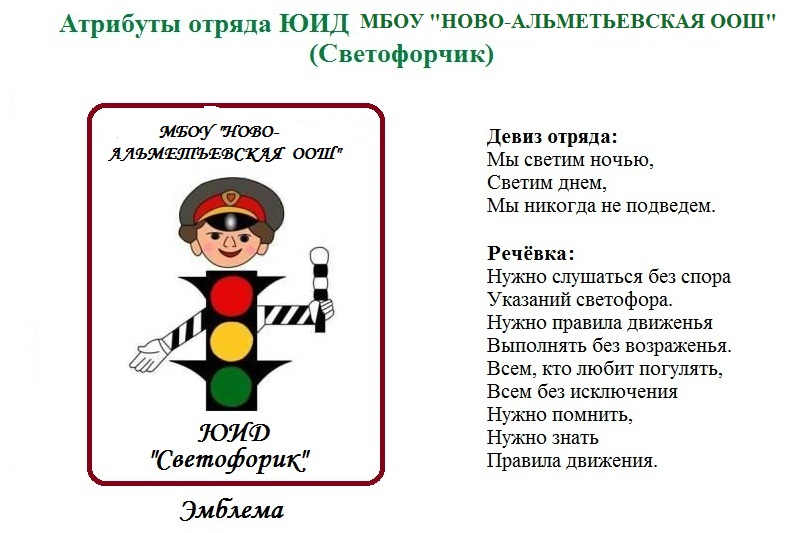 Атрибуты отряда ЮИД МБОУ "НОВО-АЛЬМЕТЬЕВСКАЯ ООШ"
(Светофорчик)
МБОУ "НОВО-
АЛЬМЕТЬЕВСКАЯ ООШ"
ЮИД
"Светофорик"
Эмблема
Девиз отряда:
Мы светим ночью,
Светим днем,
Мы никогда не подведем.
Речёвка:
Нужно слушаться без спора
Указаний светофора.
Нужно правила движенья
Выполнять без возраженья.
Всем, кто любит погулять,
Всем без исключения
Нужно помнить,
Нужно знать
Правила движения.